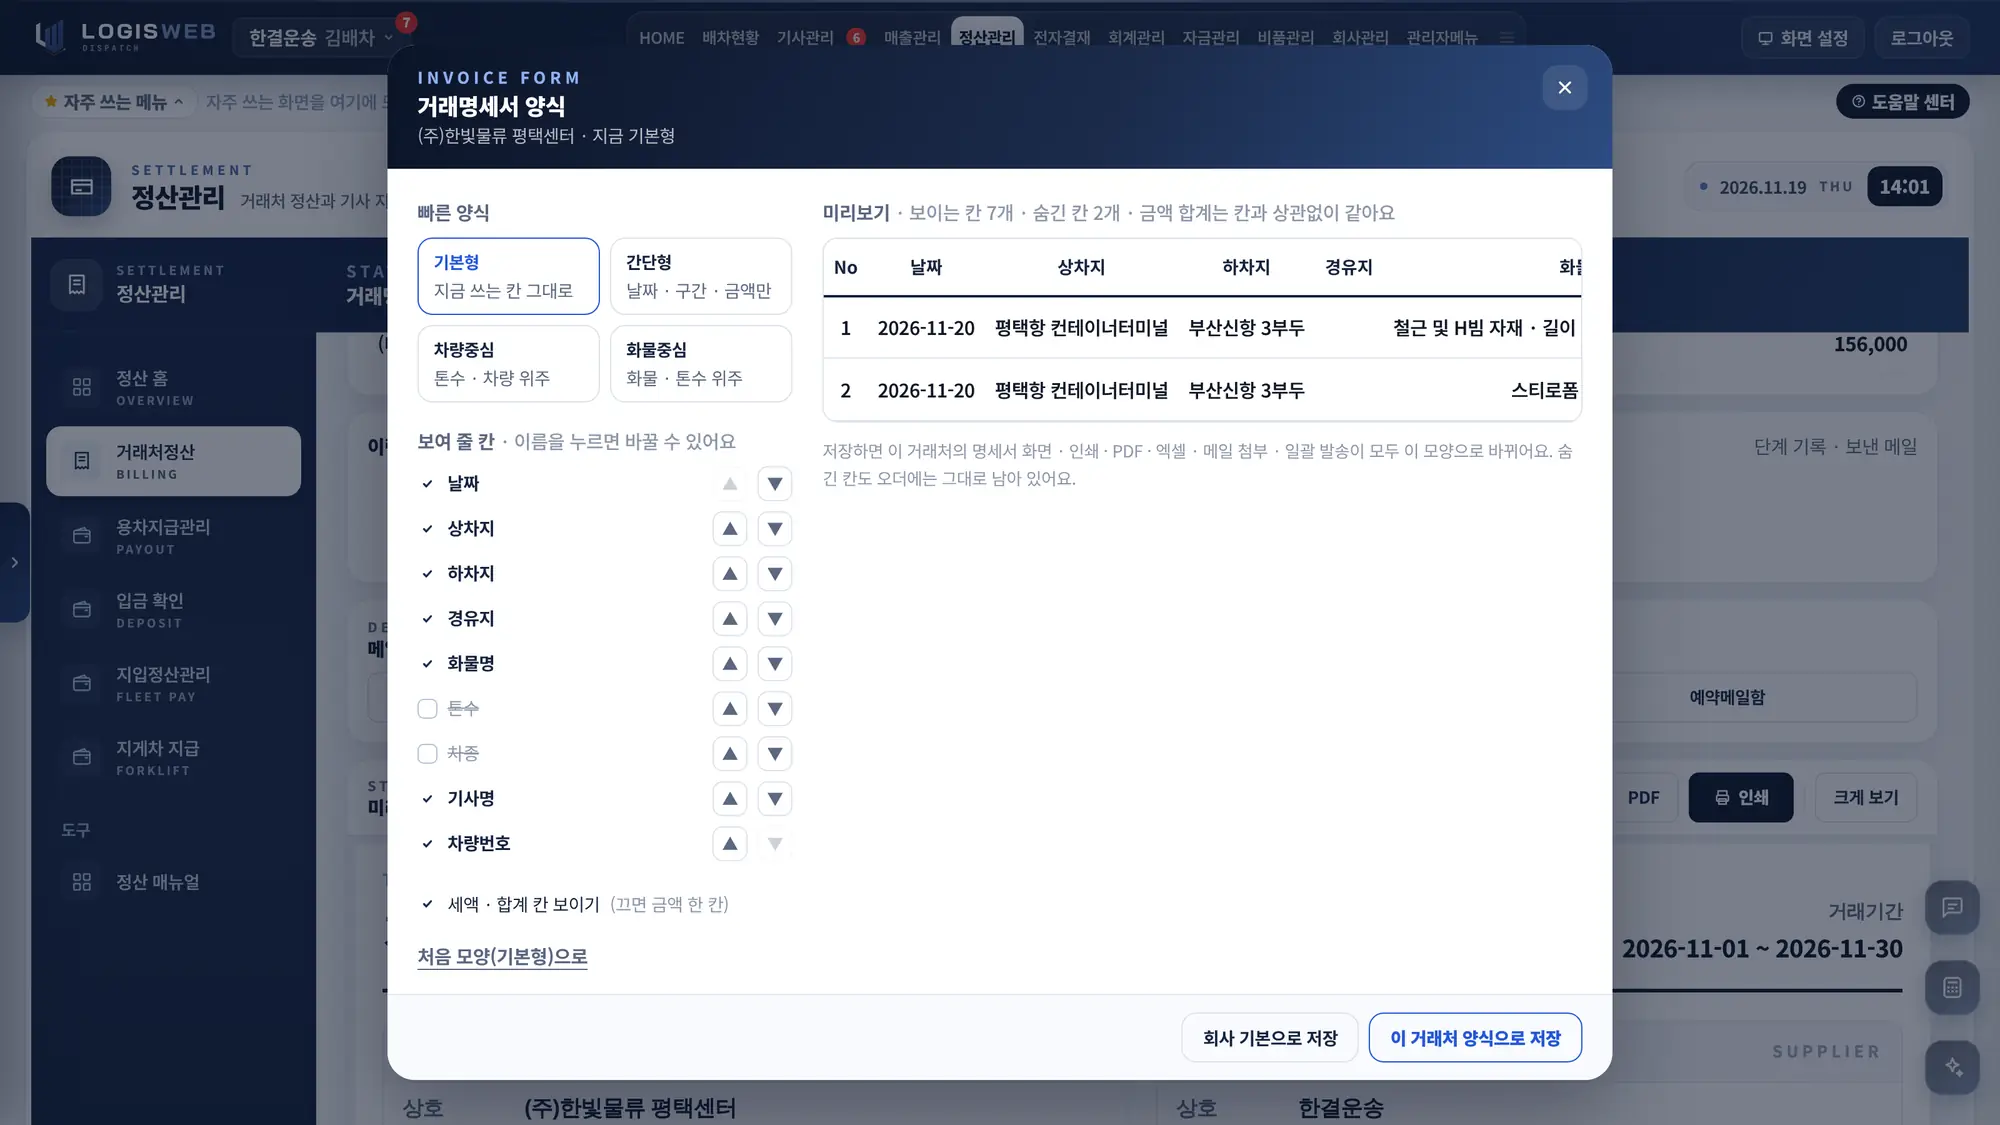 LOGISWEB
DISPATCH
한결운송 김배차
7
HOME 배차현황 기사관리 6 매출관리 정산관리 전자결재 회계관리 자금관리 비품관리 회사관리 관리자메뉴
화면 설정
로그아웃
자주 쓰는 메뉴
자주 쓰는 화면을 여기에
도움말 센터
SETTLEMENT
정산관리
거래처 정산과 기사 지
2026.11.19 THU 14:01
SETTLEMENT
정산관리
정산 홈
OVERVIEW
거래처정산
BILLING
용차지급관리
PAYOUT
입금 확인
DEPOSIT
지입정산관리
FLEET PAY
지게차 지급
FORKLIFT
도구
정산 매뉴얼
INVOICE FORM
거래명세서 양식
(주)한빛물류 평택센터 · 지금 기본형
빠른 양식
기본형
지금 쓰는 칸 그대로
간단형
날짜 · 구간 · 금액만
차량중심
톤수 · 차량 위주
화물중심
화물 · 톤수 위주
보여 줄 칸 · 이름을 누르면 바꿀 수 있어요
날짜
상차지
하차지
경유지
화물명
톤수
차종
기사명
차량번호
세액 · 합계 칸 보이기 (끄면 금액 한 칸)
처음 모양(기본형)으로
미리보기 · 보이는 칸 7개 · 숨긴 칸 2개 · 금액 합계는 칸과 상관없이 같아요
No 날짜 상차지 하차지 경유지
1 2026-11-20 평택항 컨테이너터미널 부산신항 3부두 철근 및 H빔 자재 · 길이
2 2026-11-20 평택항 컨테이너터미널 부산신항 3부두 스티로폼
저장하면 이 거래처의 명세서 화면 · 인쇄 · PDF · 엑셀 · 메일 첨부 · 일괄 발송이 모두 이 모양으로 바뀌어요. 숨
긴 칸도 오더에는 그대로 남아 있어요.
회사 기본으로 저장
이 거래처 양식으로 저장
156,000
단계 기록 · 보낸 메일
예약메일함
PDF
인쇄
크게 보기
거래기간
2026-11-01 ~ 2026-11-30
SUPPLIER
상호 (주)한빛물류 평택센터
상호 한결운송